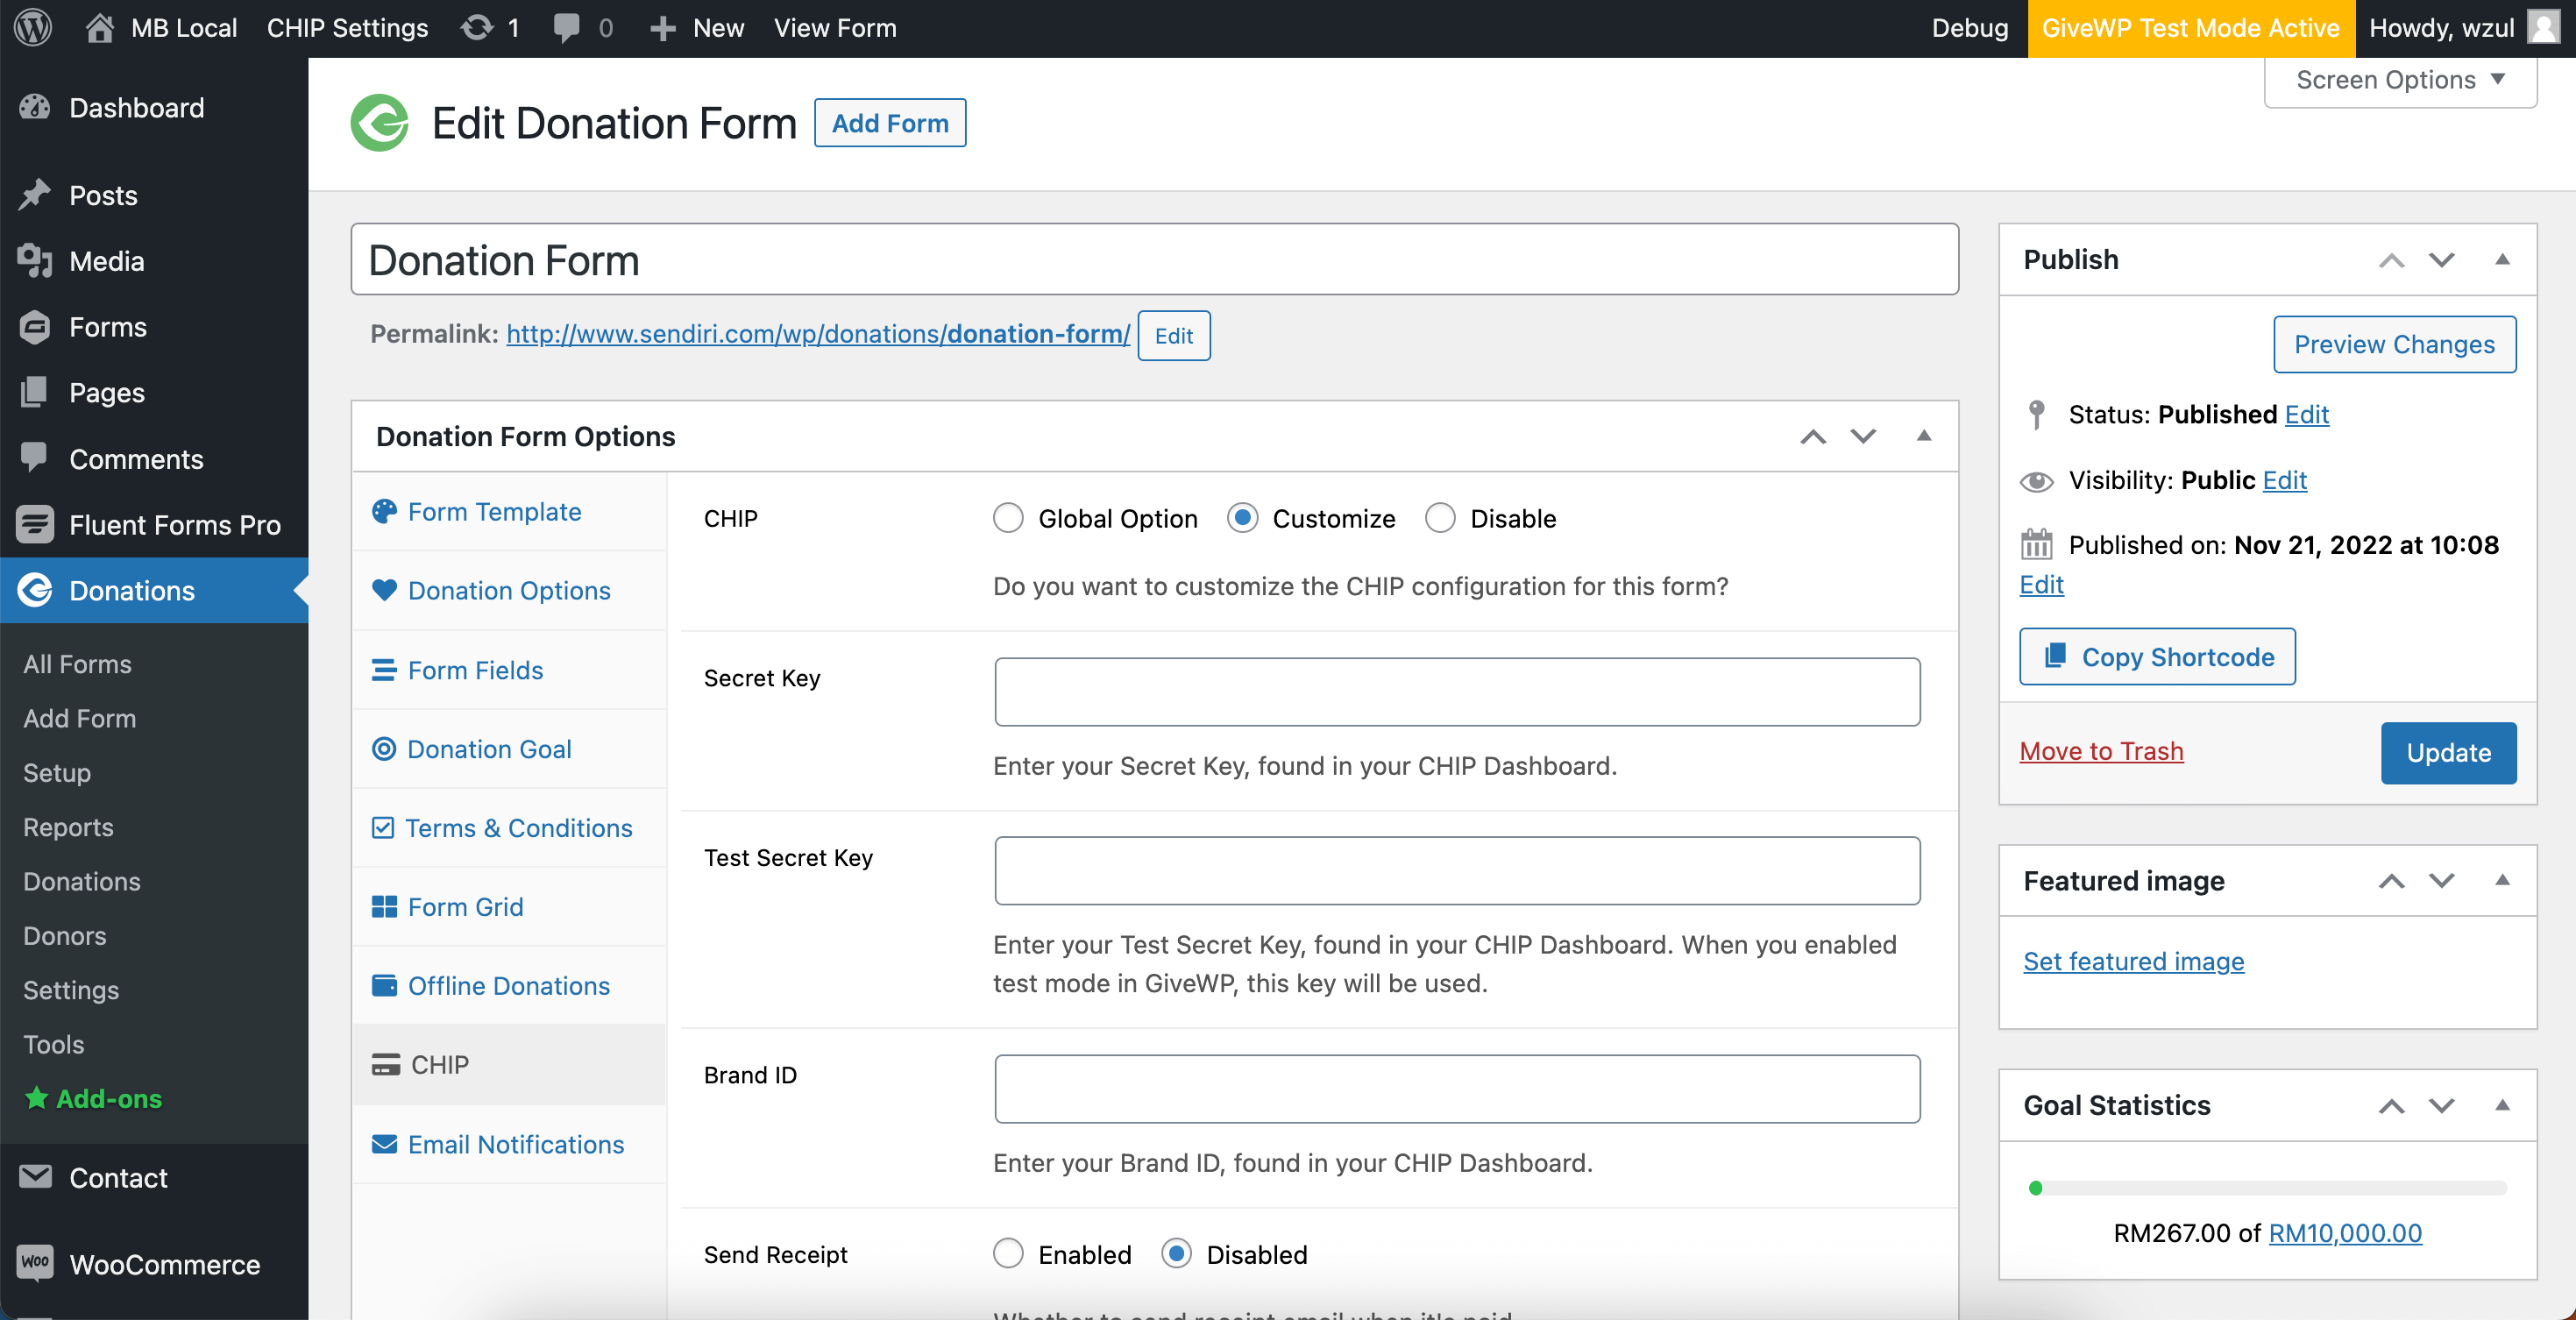 MB Local
CHIP Settings
1
0
New
View Form
Debug
GiveWP Test Mode Active
Howdy, wzul
Screen Options
Dashboard
Posts
Media
Forms
Pages
Comments
Fluent Forms Pro
Donations
All Forms
Add Form
Setup
Reports
Donations
Donors
Settings
Tools
Add-ons
Contact
Woo
WooCommerce
Edit Donation Form
Add Form
Donation Form
Permalink: http://www.sendiri.com/wp/donations/donation-form/ Edit
Donation Form Options
Form Template
Donation Options
Form Fields
Donation Goal
Terms & Conditions
Form Grid
Offline Donations
CHIP
Email Notifications
CHIP
Global Option
Customize
Disable
Do you want to customize the CHIP configuration for this form?
Secret Key
Enter your Secret Key, found in your CHIP Dashboard.
Test Secret Key
Enter your Test Secret Key, found in your CHIP Dashboard. When you enabled
test mode in GiveWP, this key will be used.
Brand ID
Enter your Brand ID, found in your CHIP Dashboard.
Send Receipt
Enabled
Disabled
Whether to send receipt email when it's paid
Publish
Preview Changes
Status: Published Edit
Visibility: Public Edit
Published on: Nov 21, 2022 at 10:08
Edit
Copy Shortcode
Move to Trash
Update
Featured image
Set featured image
Goal Statistics
RM267.00 of RM10,000.00